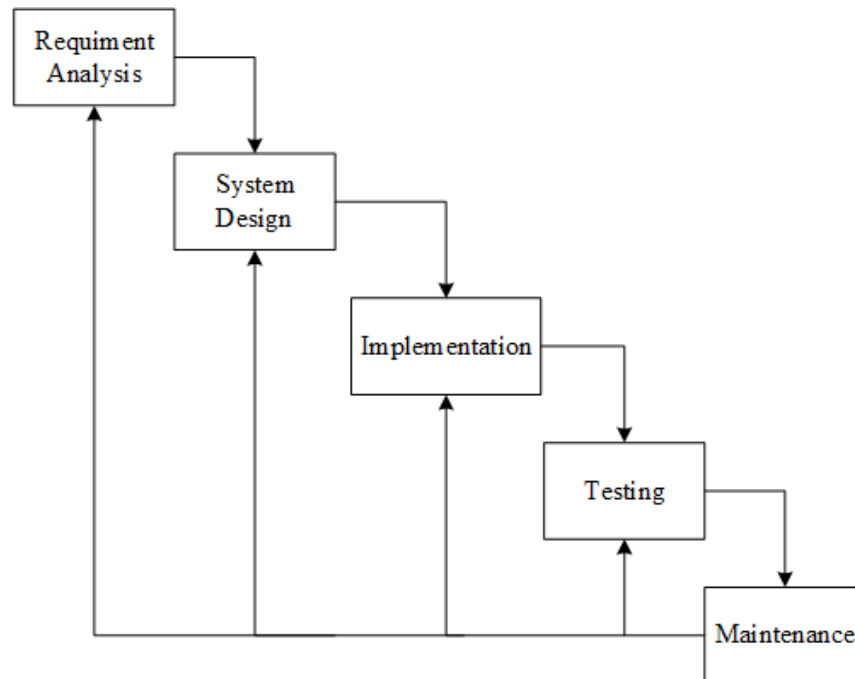 Requiment
Analysis
System
Design
Implementation
Testing
Maintenance